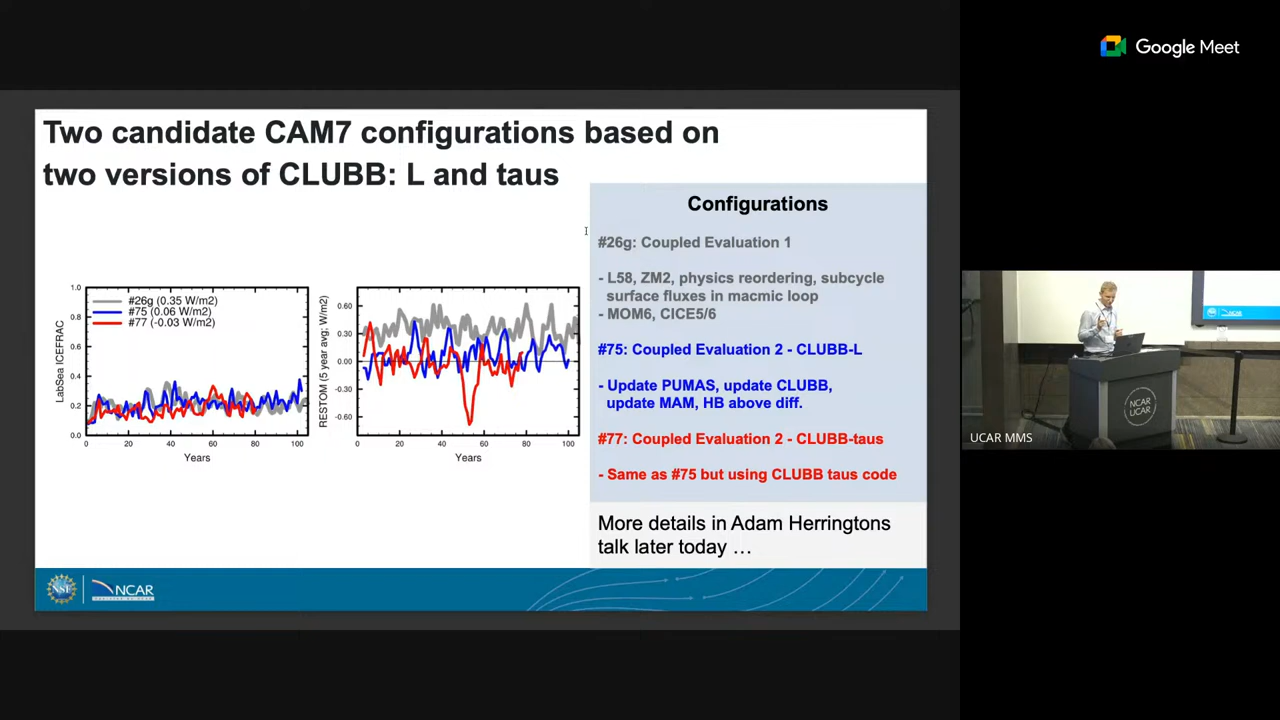 Google Meet
Two candidate CAM7 configurations based on
two versions of CLUBB: L and taus
Configurations
#26g: Coupled Evaluation 1
- L58, ZM2, physics reordering, subcycle
surface fluxes in macmic loop
- MOM6, CICE5/6
#75: Coupled Evaluation 2 - CLUBB-L
- Update PUMAS, update CLUBB,
update MAM, HB above diff.
#77: Coupled Evaluation 2 - CLUBB-taus
- Same as #75 but using CLUBB taus code
More details in Adam Herringtons
talk later today …
LabSea ICEFRAC
1.0
0.8
0.6
0.4
0.2
0.0
#26g (0.35 W/m2)
#75 (0.06 W/m2)
#77 (-0.03 W/m2)
0 20 40 60 80 100
Years
RESTOM (5 year avg; W/m2)
0.60
0.30
0.00
-0.30
-0.60
0 20 40 60 80 100
Years
NSF
NCAR
NCAR
UCAR
UCAR MMS